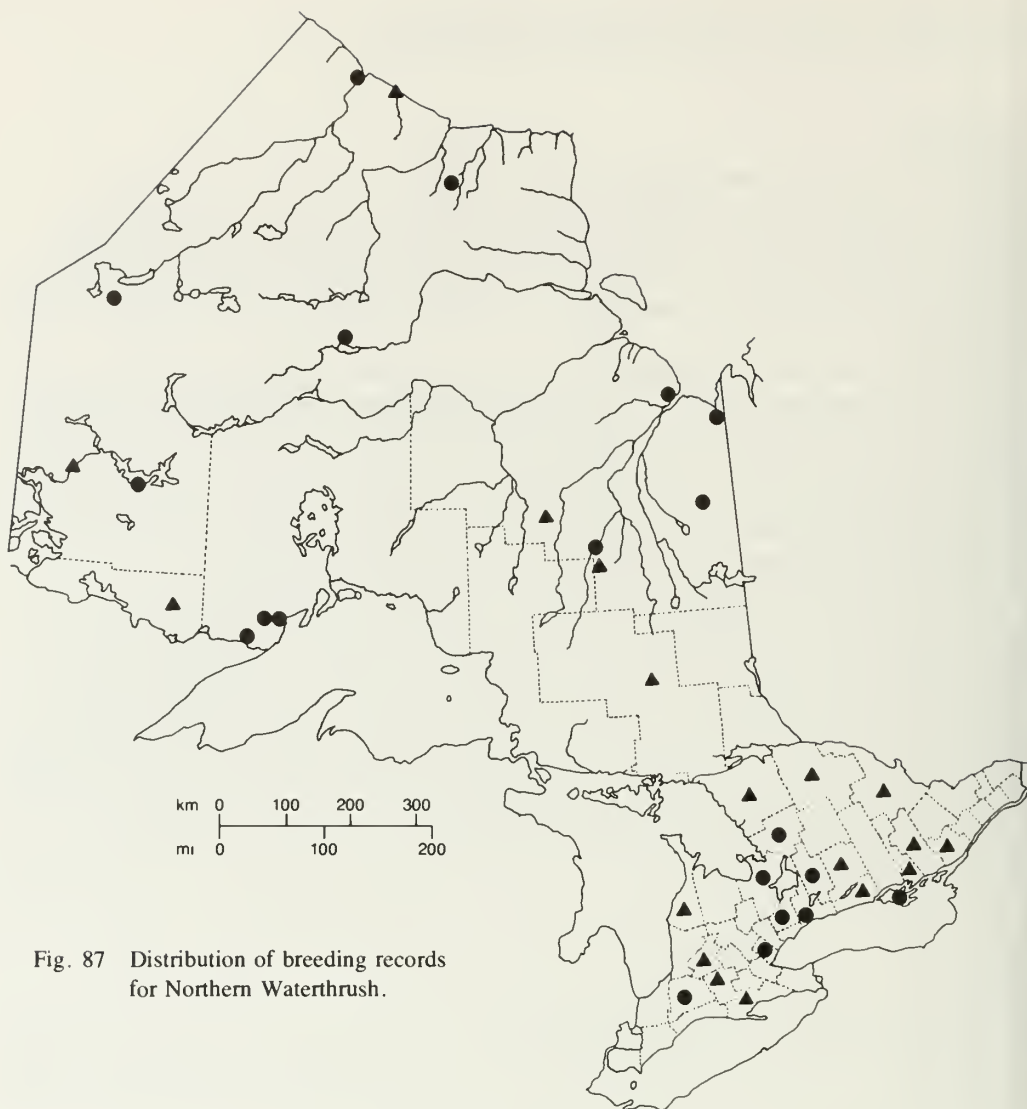 km 0 100 200 300
mi 0 100 200
Fig. 87 Distribution of breeding records
for Northern Waterthrush.